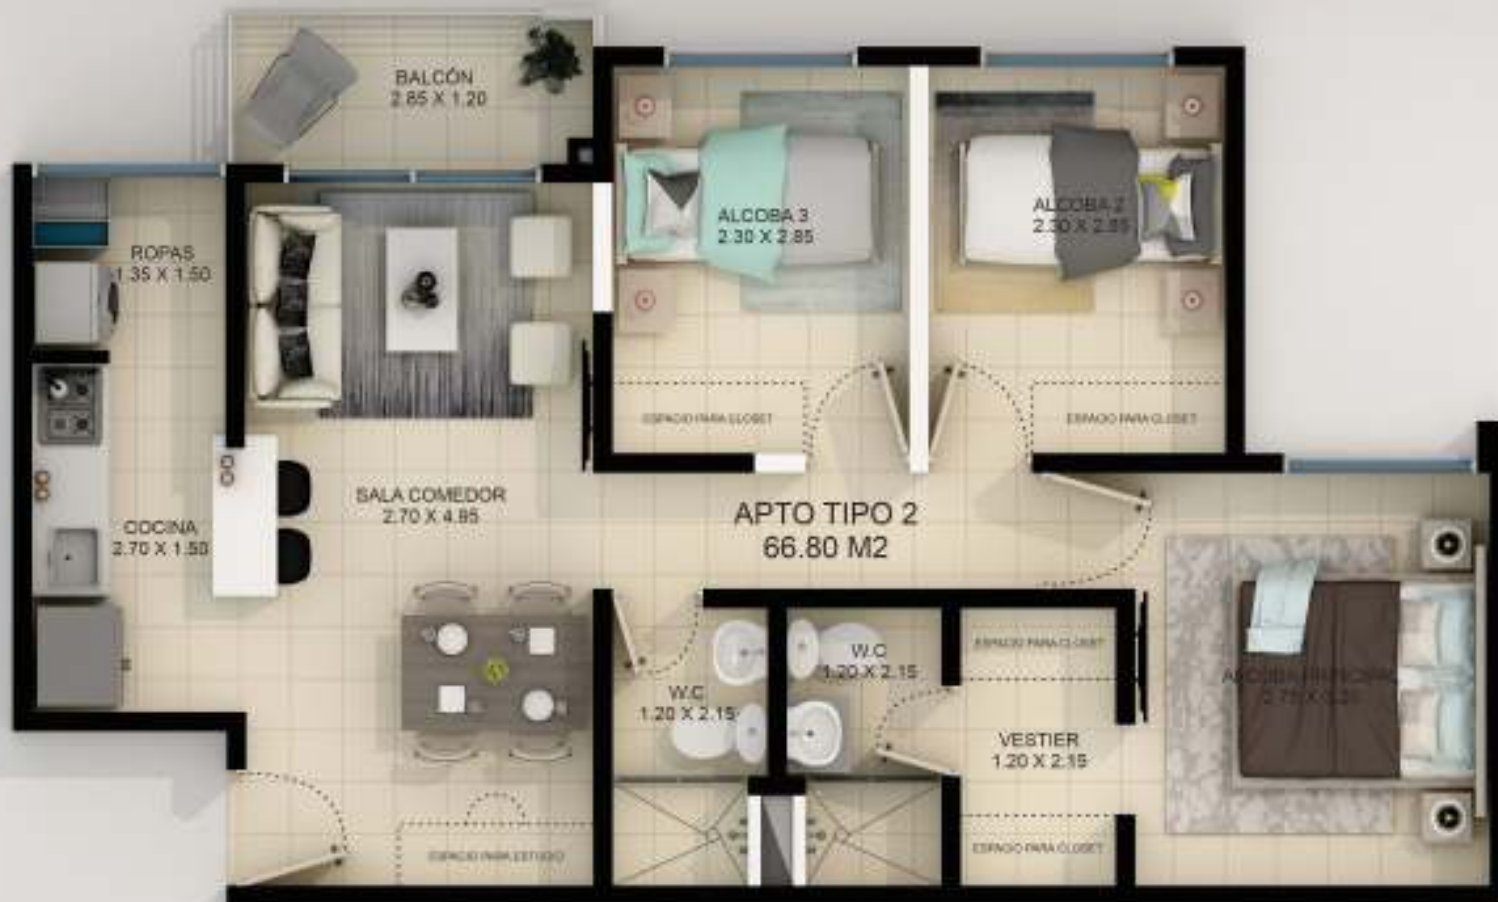 BALCÓN
2.85 X 1.20
ROPAS
1.35 X 1.50
ALCOBA 3
2.30 X 2.85
ALCOBA 2
2.30 X 2.85
ESPACIO PARA CLOSET
ESPACIO PARA CLOSET
SALA COMEDOR
2.70 X 4.85
COCINA
2.70 X 1.50
APTO TIPO 2
66.80 M2
W.C
1.20 X 2.15
W.C
1.20 X 2.15
ESPACIO PARA CLOSET
ALCOBA PRINCIPAL
VESTIER
1.20 X 2.15
ESPACIO PARA ESTUDIO
ESPACIO PARA CLOSET